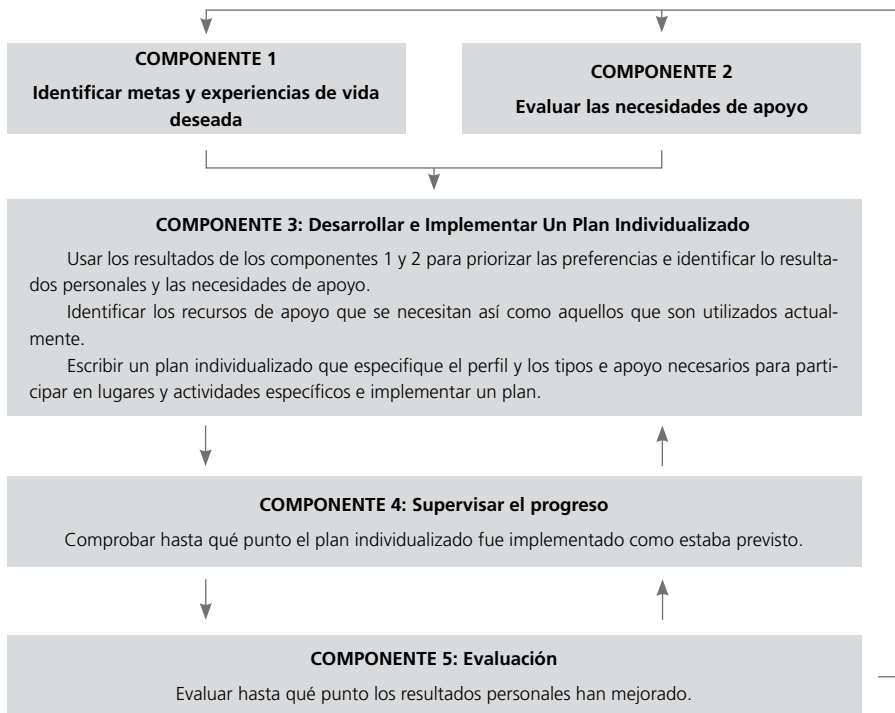 COMPONENTE 1
Identificar metas y experiencias de vida
deseada
COMPONENTE 2
Evaluar las necesidades de apoyo
COMPONENTE 3: Desarrollar e Implementar Un Plan Individualizado
Usar los resultados de los componentes 1 y 2 para priorizar las preferencias e identificar lo resulta-
dos personales y las necesidades de apoyo.
Identificar los recursos de apoyo que se necesitan así como aquellos que son utilizados actual-
mente.
Escribir un plan individualizado que especifique el perfil y los tipos e apoyo necesarios para parti-
cipar en lugares y actividades específicos e implementar un plan.
COMPONENTE 4: Supervisar el progreso
Comprobar hasta qué punto el plan individualizado fue implementado como estaba previsto.
COMPONENTE 5: Evaluación
Evaluar hasta qué punto los resultados personales han mejorado.